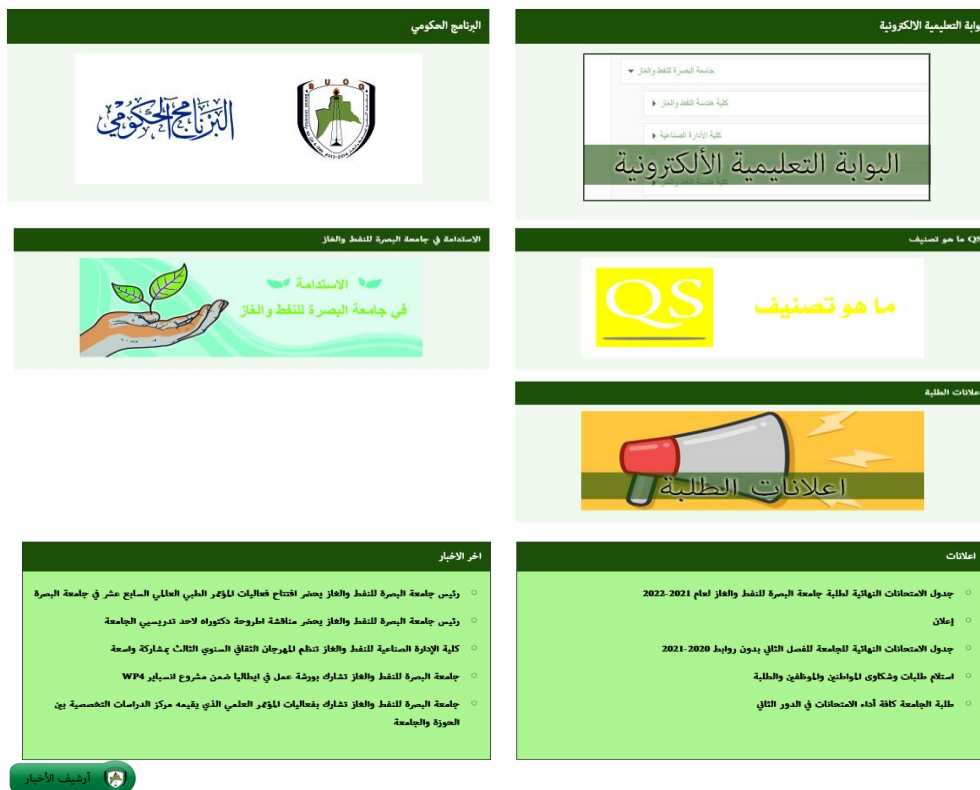 وابة التعليمية الالكترونية
جامعة البصرة للنفط والغاز
كلية هندسة النفط والغاز
كلية الأدارة الصناعية
البوابة التعليمية الألكترونية
البرنامج الحكومي
BUOG
البرنامج الحكومي
QS ما هو تصنيف
ما هو تصنيف QS
الاستدامة في جامعة البصرة للنفط والغاز
الاستدامة
في جامعة البصرة للنفط والغاز
علانات الطلبة
اعلانات الطلبة
اعلانات
جدول الامتحانات النهائية لطلبة جامعة البصرة للنفط والغاز لعام 2021-2022
إعلان
جدول الامتحانات النهائية للجامعة للفصل الثاني بدون روابط 2020-2021
استلام طلبات وشكاوى المواطنين والموظفين والطلبة
طلبة الجامعة كافة أداء الامتحانات في الدور الثاني
اخر الاخبار
رئيس جامعة البصرة للنفط والغاز يحضر افتتاح فعاليات المؤتمر الطبي العالمي السابع عشر في جامعة البصرة
رئيس جامعة البصرة للنفط والغاز يحضر مناقشة اطروحة دكتوراه لاحد تدريسيي الجامعة
كلية الإدارة الصناعية للنفط والغاز تنظم المهرجان الثقافي السنوي الثالث بمشاركة واسعة
جامعة البصرة للنفط والغاز تشارك بورشة عمل في ايطاليا ضمن مشروع انسباير WP4
جامعة البصرة للنفط والغاز تشارك بفعاليات المؤتمر العلمي الذي يقيمه مركز الدراسات التخصصية بين
الحوزة والجامعة
أرشيف الأخبار